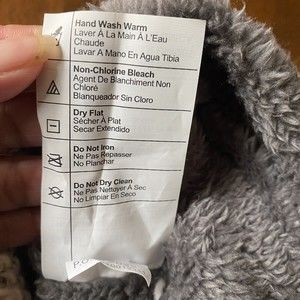 Hand Wash Warm
Laver À La Main À L'Eau
Chaude
Lavar A Mano En Agua Tibia
Non-Chlorine Bleach
Agent De Blanchiment Non
Chloré
Blanqueador Sin Cloro
Dry Flat
Sécher À Plat
Secar Extendido
Do Not Iron
Ne Pas Repasser
No Planchar
Do Not Dry Clean
Ne Pas Nettoyer À Sec
No Limpiar En Seco